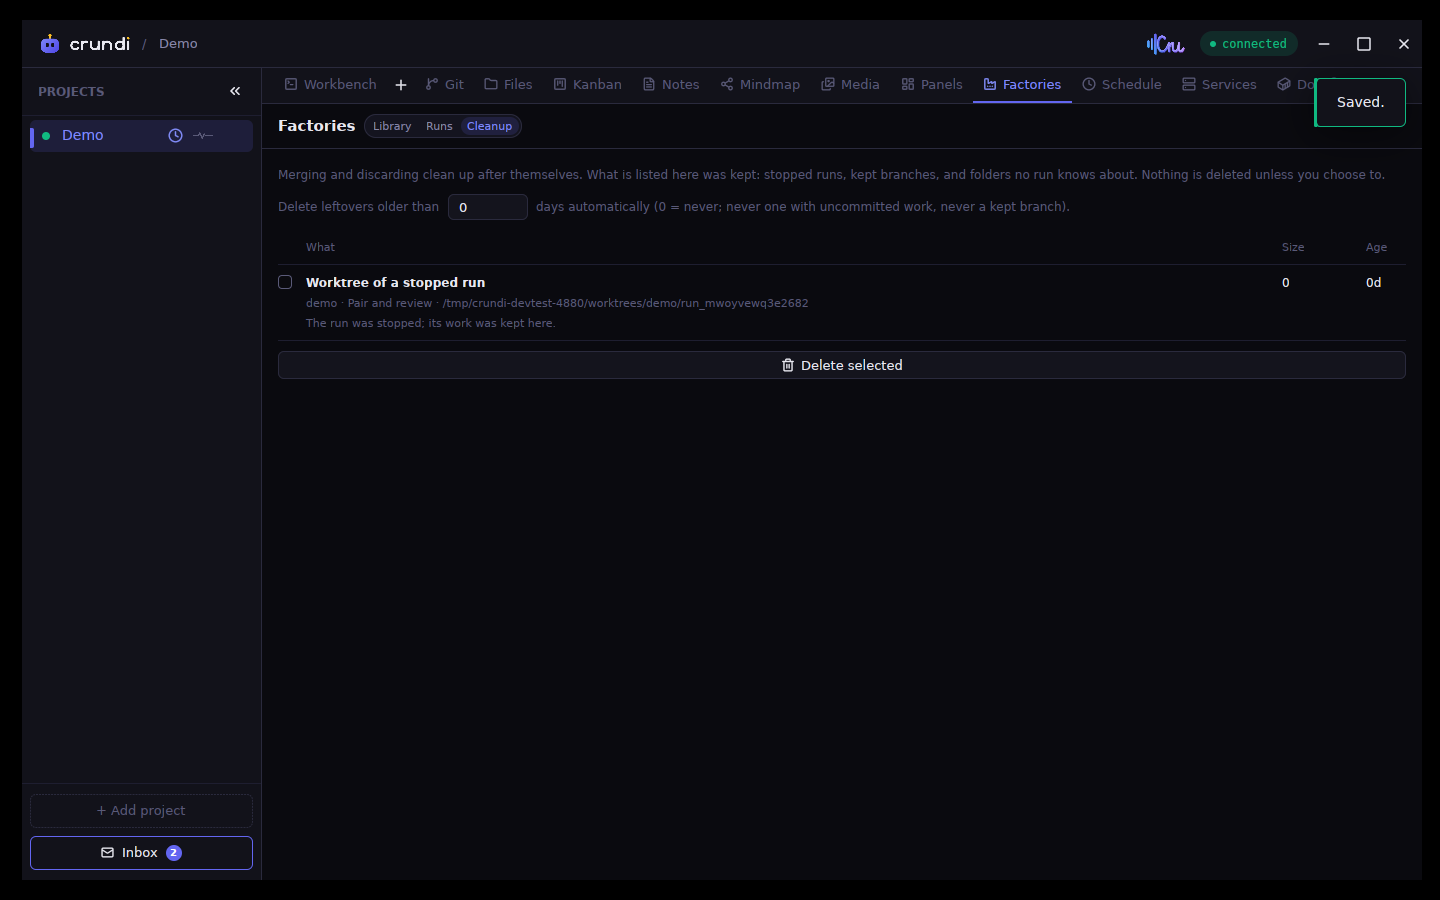 crundi / Demo
Cru
connected
PROJECTS
Demo
+ Add project
Inbox 2
Workbench + Git Files Kanban Notes Mindmap Media Panels Factories Schedule Services
Saved.
Factories Library Runs Cleanup
Merging and discarding clean up after themselves. What is listed here was kept: stopped runs, kept branches, and folders no run knows about. Nothing is deleted unless you choose to.
Delete leftovers older than 0 days automatically (0 = never; never one with uncommitted work, never a kept branch).
What Size Age
Worktree of a stopped run 0 0d
demo · Pair and review · /tmp/crundi-devtest-4880/worktrees/demo/run_mwoyvewq3e2682
The run was stopped; its work was kept here.
Delete selected